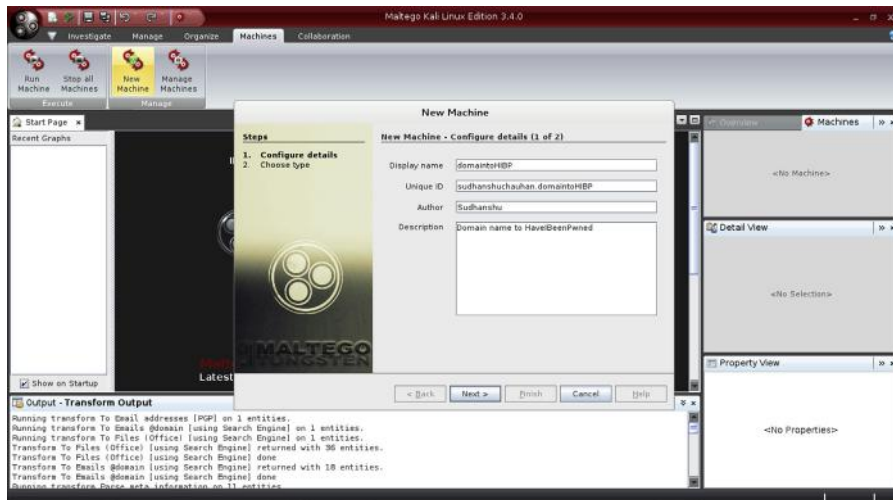 Maltego Kali Linux Edition 3.4.0
Investigate Manage Organize Machines Collaboration
Run Machine
Stop all Machines
New Machine
Manage Machines
Execute
Manage
Start Page
Recent Graphs
Show on Startup
Latest
New Machine
Steps
1. Configure details
2. Choose type
MALTEGO
TUNGSTEN
New Machine - Configure details (1 of 2)
Display name domaintoHIBP
Unique ID sudhanshuchauhan.domaintoHIBP
Author Sudhanshu
Description Domain name to HaveIBeenPwned
< Back Next > Finish Cancel Help
Overview
Machines
<No Machine>
Detail View
<No Selection>
Property View
<No Properties>
Output - Transform Output
Running transform To Email addresses [PGP] on 1 entities.
Running transform To Emails @domain [using Search Engine] on 1 entities.
Running transform To Files (Office) [using Search Engine] on 1 entities.
Transform To Files (Office) [using Search Engine] returned with 36 entities.
Transform To Files (Office) [using Search Engine] done
Transform To Emails @domain [using Search Engine] returned with 18 entities.
Transform To Emails @domain [using Search Engine] done
Running transform Parse meta information on 11 entities.